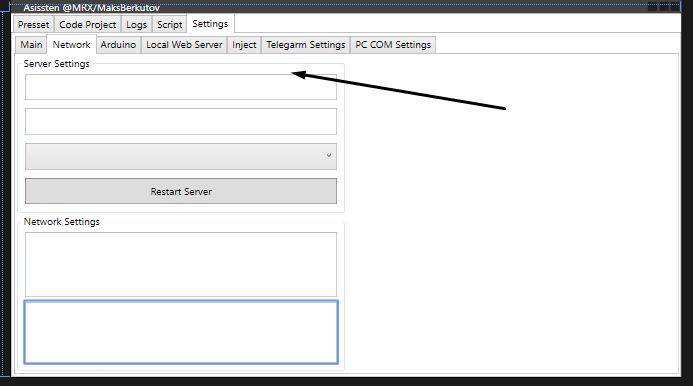 Asissten @MRX/MaksBerkutov
Presset Code Project Logs Script Settings
Main Network Arduino Local Web Server Inject Telegarm Settings PC COM Settings
Server Settings
Restart Server
Network Settings